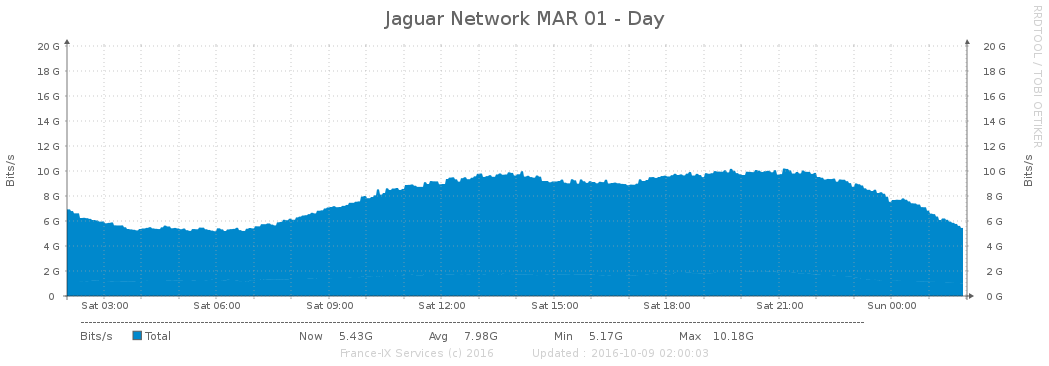 Jaguar Network MAR 01 - Day
RRDTOOL / TOBI OETIKER
Bits/s
20 G 20 G
18 G 18 G
16 G 16 G
14 G 14 G
12 G 12 G
10 G 10 G
8 G 8 G
6 G 6 G
4 G 4 G
2 G 2 G
0 0 G
Bits/s
Sat 03:00 Sat 06:00 Sat 09:00 Sat 12:00 Sat 15:00 Sat 18:00 Sat 21:00 Sun 00:00
Bits/s Total Now 5.43G Avg 7.98G Min 5.17G Max 10.18G
France-IX Services (c) 2016 Updated : 2016-10-09 02:00:03